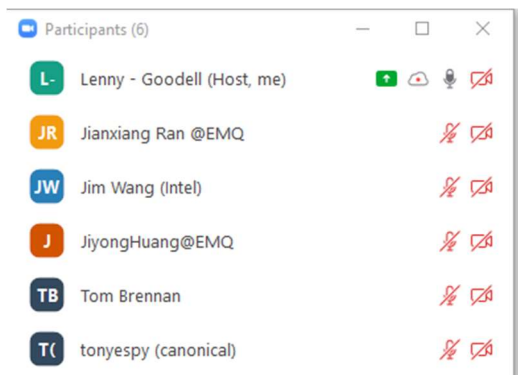 Participants (6)
L- Lenny - Goodell (Host, me)
JR Jianxiang Ran @EMQ
JW Jim Wang (Intel)
J JiyongHuang@EMQ
TB Tom Brennan
T( tonyespy (canonical)